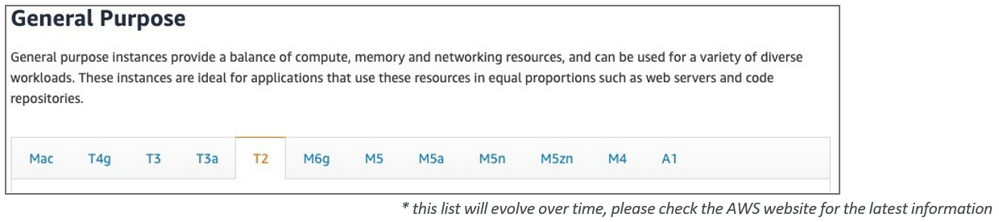 General Purpose
General purpose instances provide a balance of compute, memory and networking resources, and can be used for a variety of diverse
workloads. These instances are ideal for applications that use these resources in equal proportions such as web servers and code
repositories.
Mac T4g T3 T3a T2 M6g M5 M5a M5n M5zn M4 A1
* this list will evolve over time, please check the AWS website for the latest information